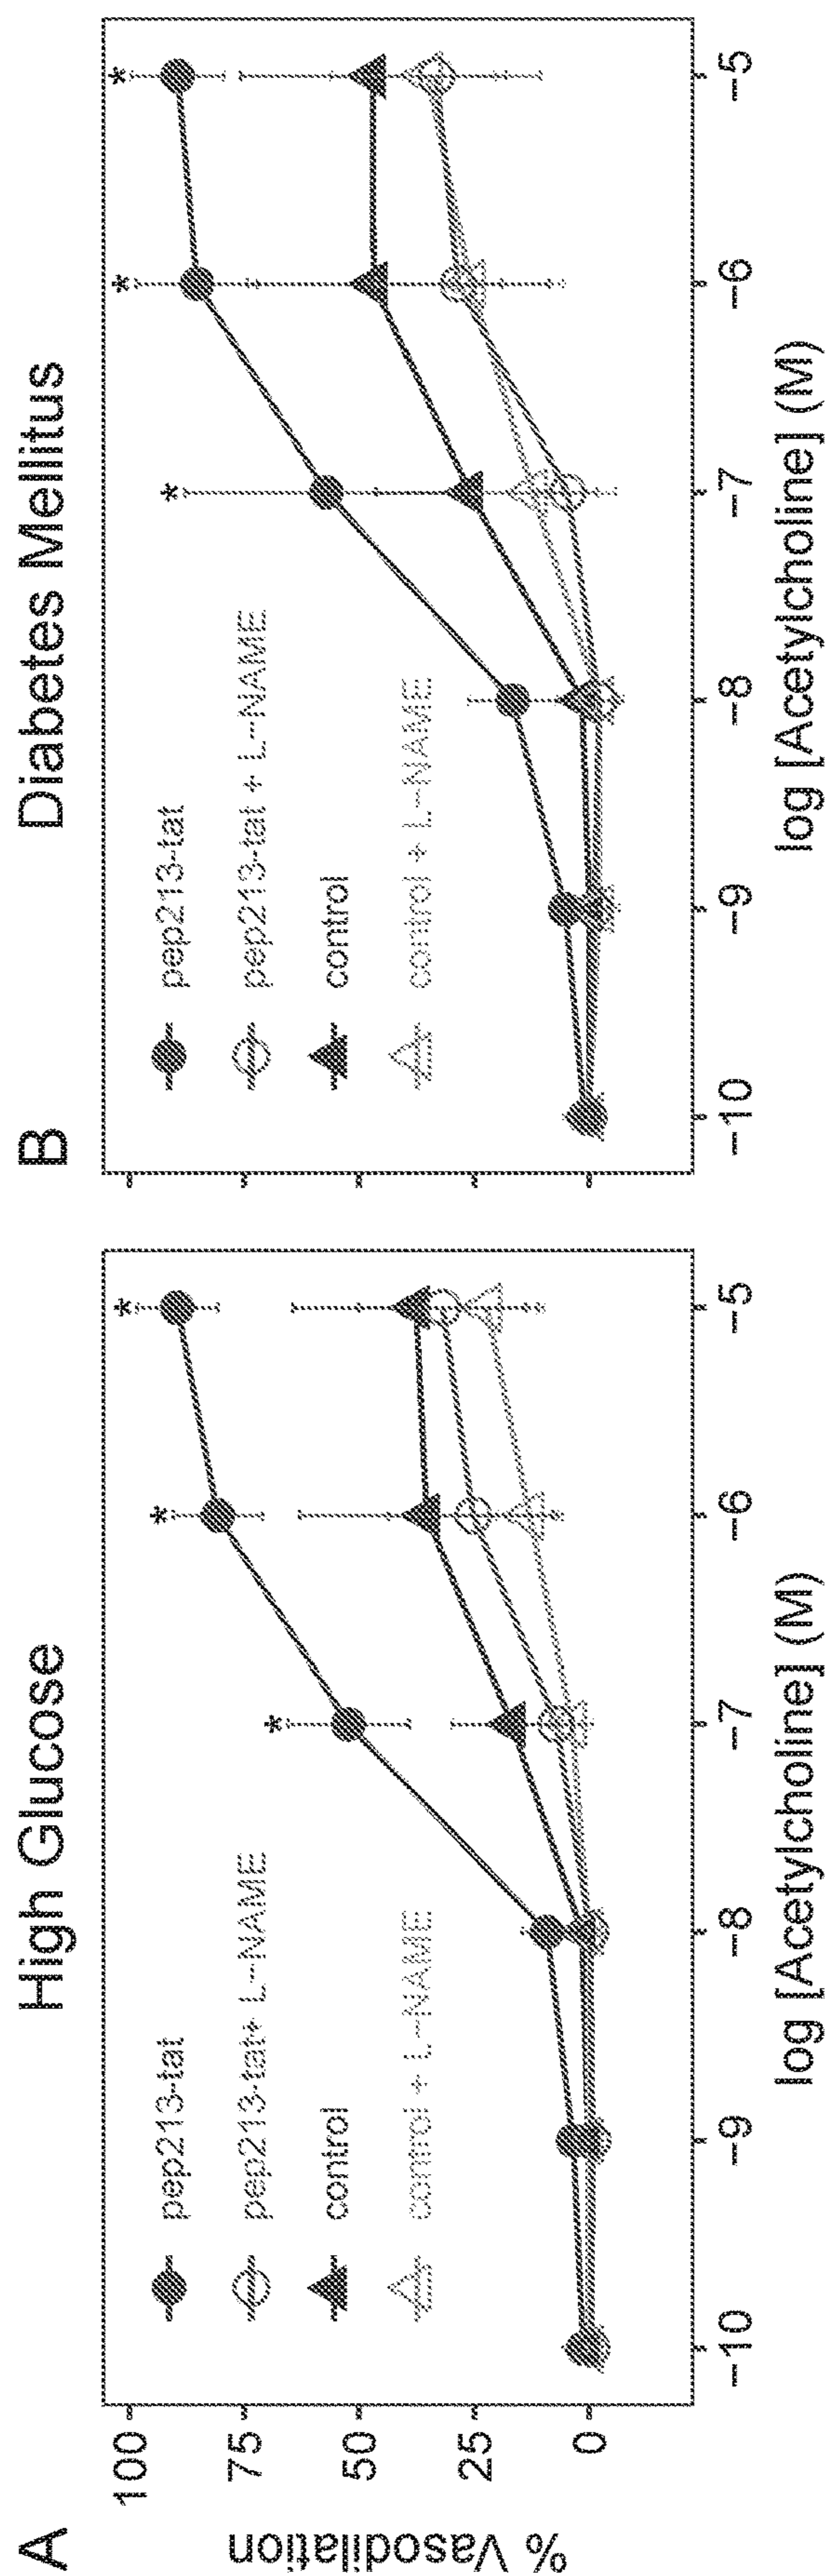 A
High Glucose
% Vasodilation
100
75
50
25
0
pep213-tat
pep213-tat+ L-NAME
control
control + L-NAME
*
*
*
-10
-9
-8
-7
-6
-5
log [Acetylcholine] (M)
B
Diabetes Mellitus
pep213-tat
pep213-tat + L-NAME
control
control + L-NAME
*
*
*
-10
-9
-8
-7
-6
-5
log [Acetylcholine] (M)